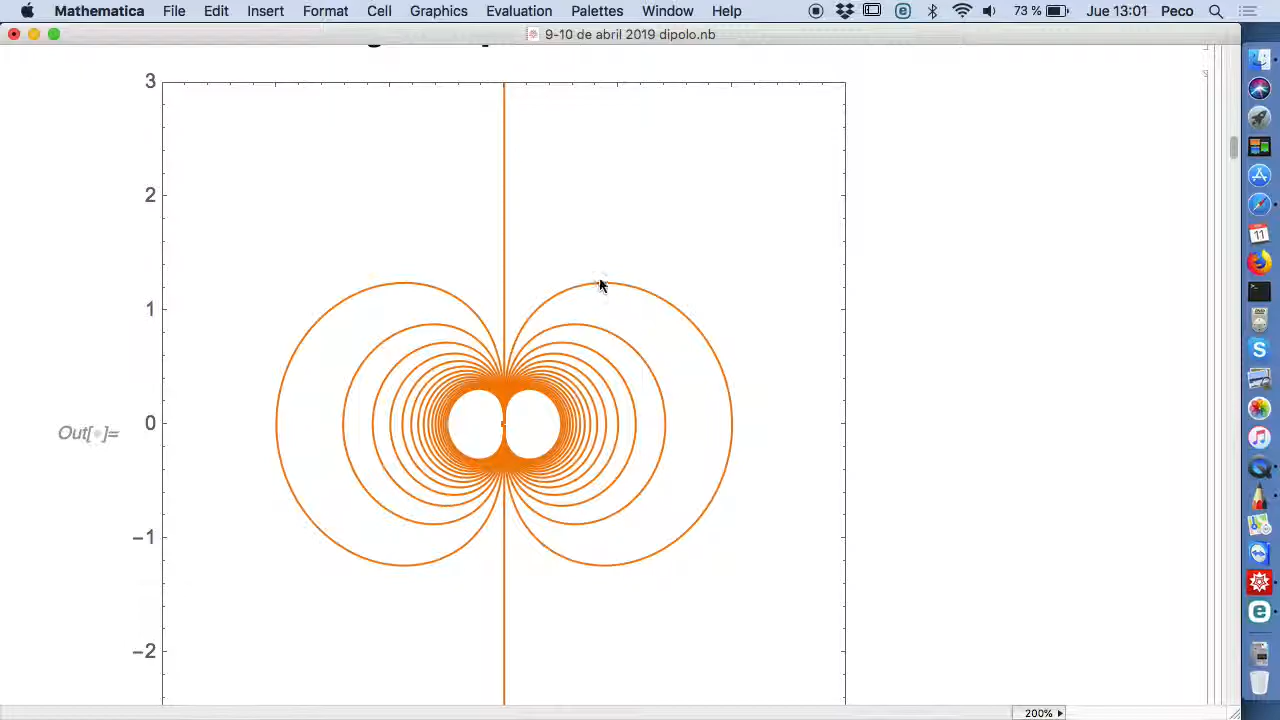 Mathematica File Edit Insert Format Cell Graphics Evaluation Palettes Window Help 73 % Jue 13:01 Peco
9-10 de abril 2019 dipolo.nb
3
2
1
0
Out[•]=
−1
−2
11
200%